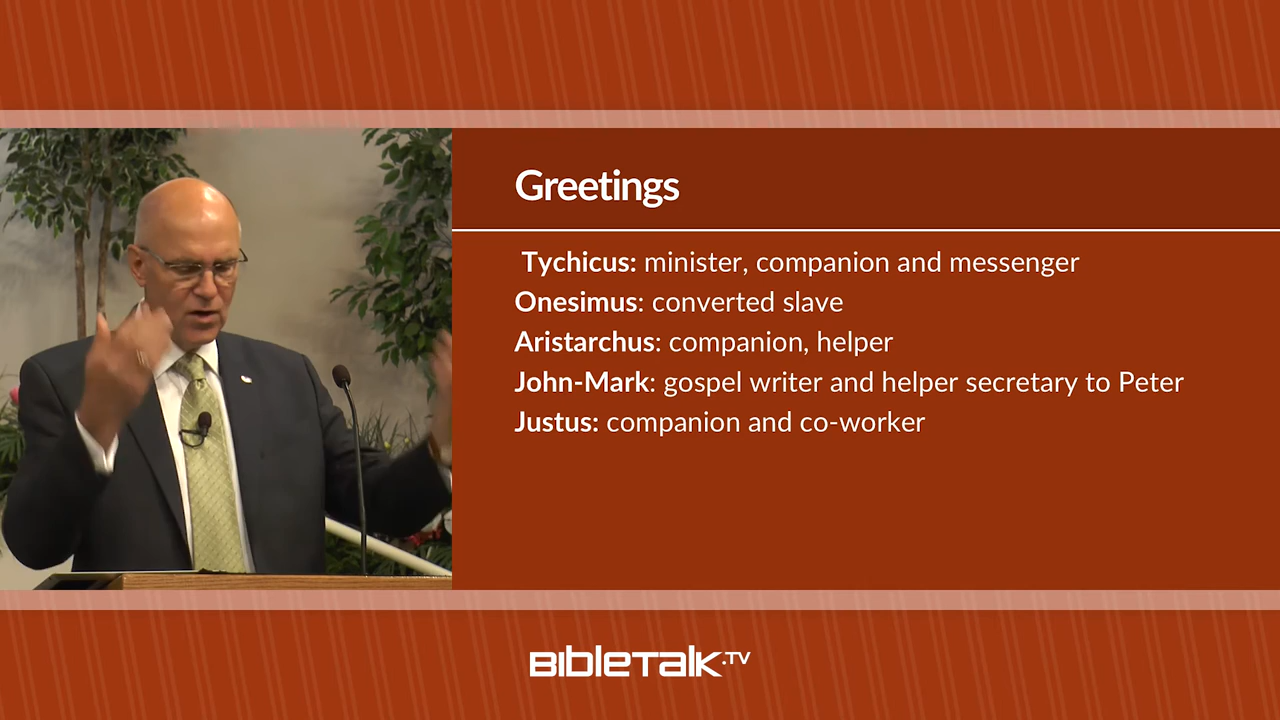 Greetings
Tychicus: minister, companion and messenger
Onesimus: converted slave
Aristarchus: companion, helper
John-Mark: gospel writer and helper secretary to Peter
Justus: companion and co-worker
BibleTalk.TV